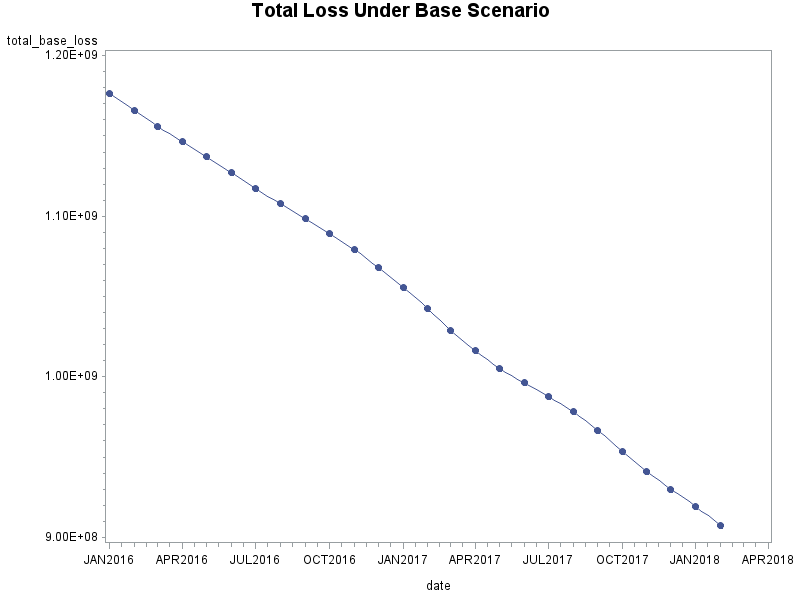 Total Loss Under Base Scenario
total_base_loss
1.20E+09
1.10E+09
1.00E+09
9.00E+08
JAN2016 APR2016 JUL2016 OCT2016 JAN2017 APR2017 JUL2017 OCT2017 JAN2018 APR2018
date